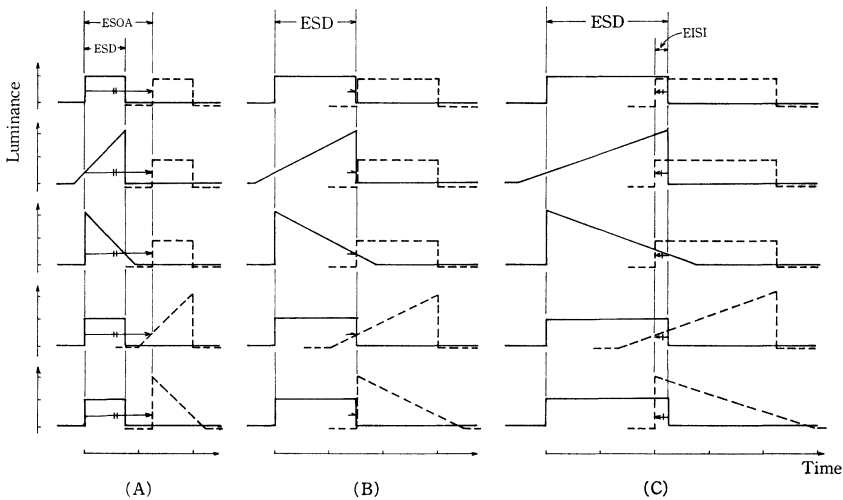 ESOA
ESD
ESD
ESD
EISI
Luminance
Time
(A)
(B)
(C)